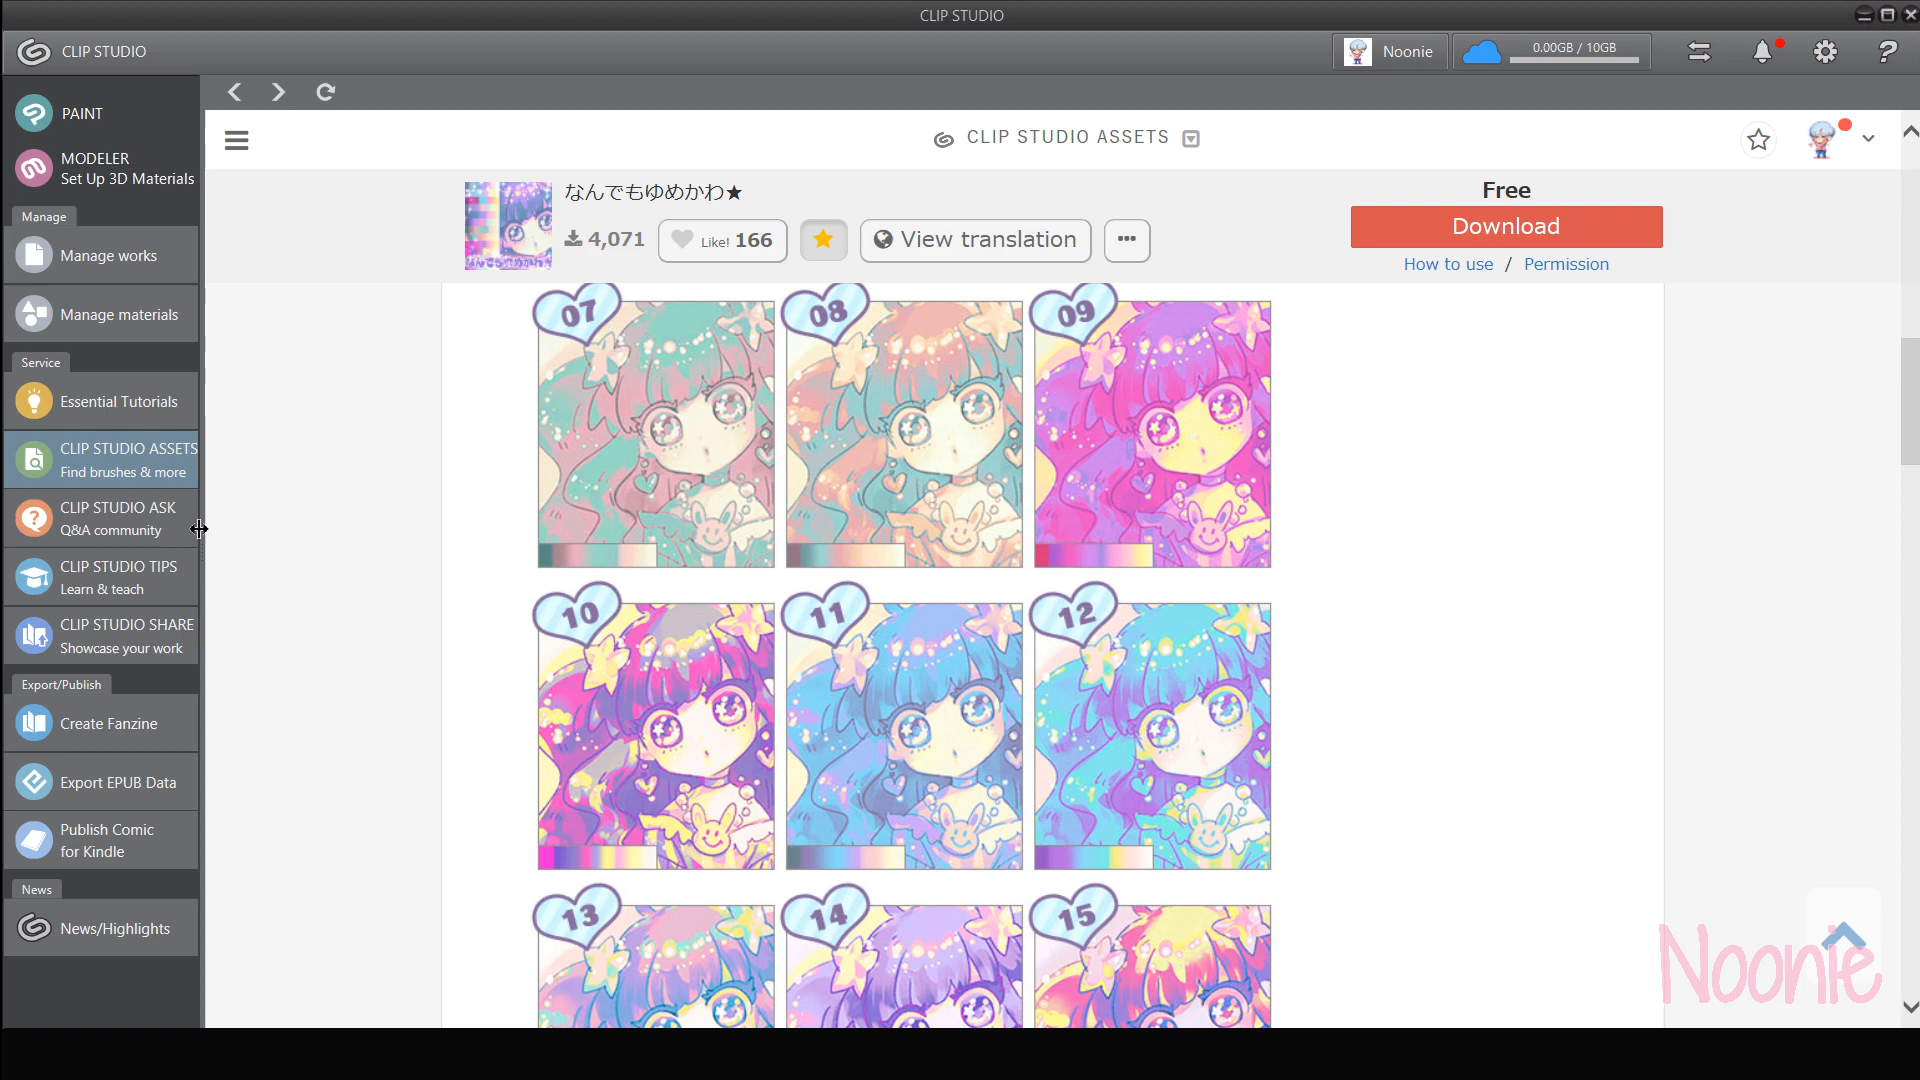 CLIP STUDIO
CLIP STUDIO
Noonie
0.00GB / 10GB
PAINT
MODELER
Set Up 3D Materials
Manage
Manage works
Manage materials
Service
Essential Tutorials
CLIP STUDIO ASSETS
Find brushes & more
CLIP STUDIO ASK
Q&A community
CLIP STUDIO TIPS
Learn & teach
CLIP STUDIO SHARE
Showcase your work
Export/Publish
Create Fanzine
Export EPUB Data
Publish Comic
for Kindle
News
News/Highlights
CLIP STUDIO ASSETS
なんでもゆめかわ★
4,071
Like! 166
View translation
Free
Download
How to use / Permission
07
08
09
10
11
12
13
14
15
Noonie